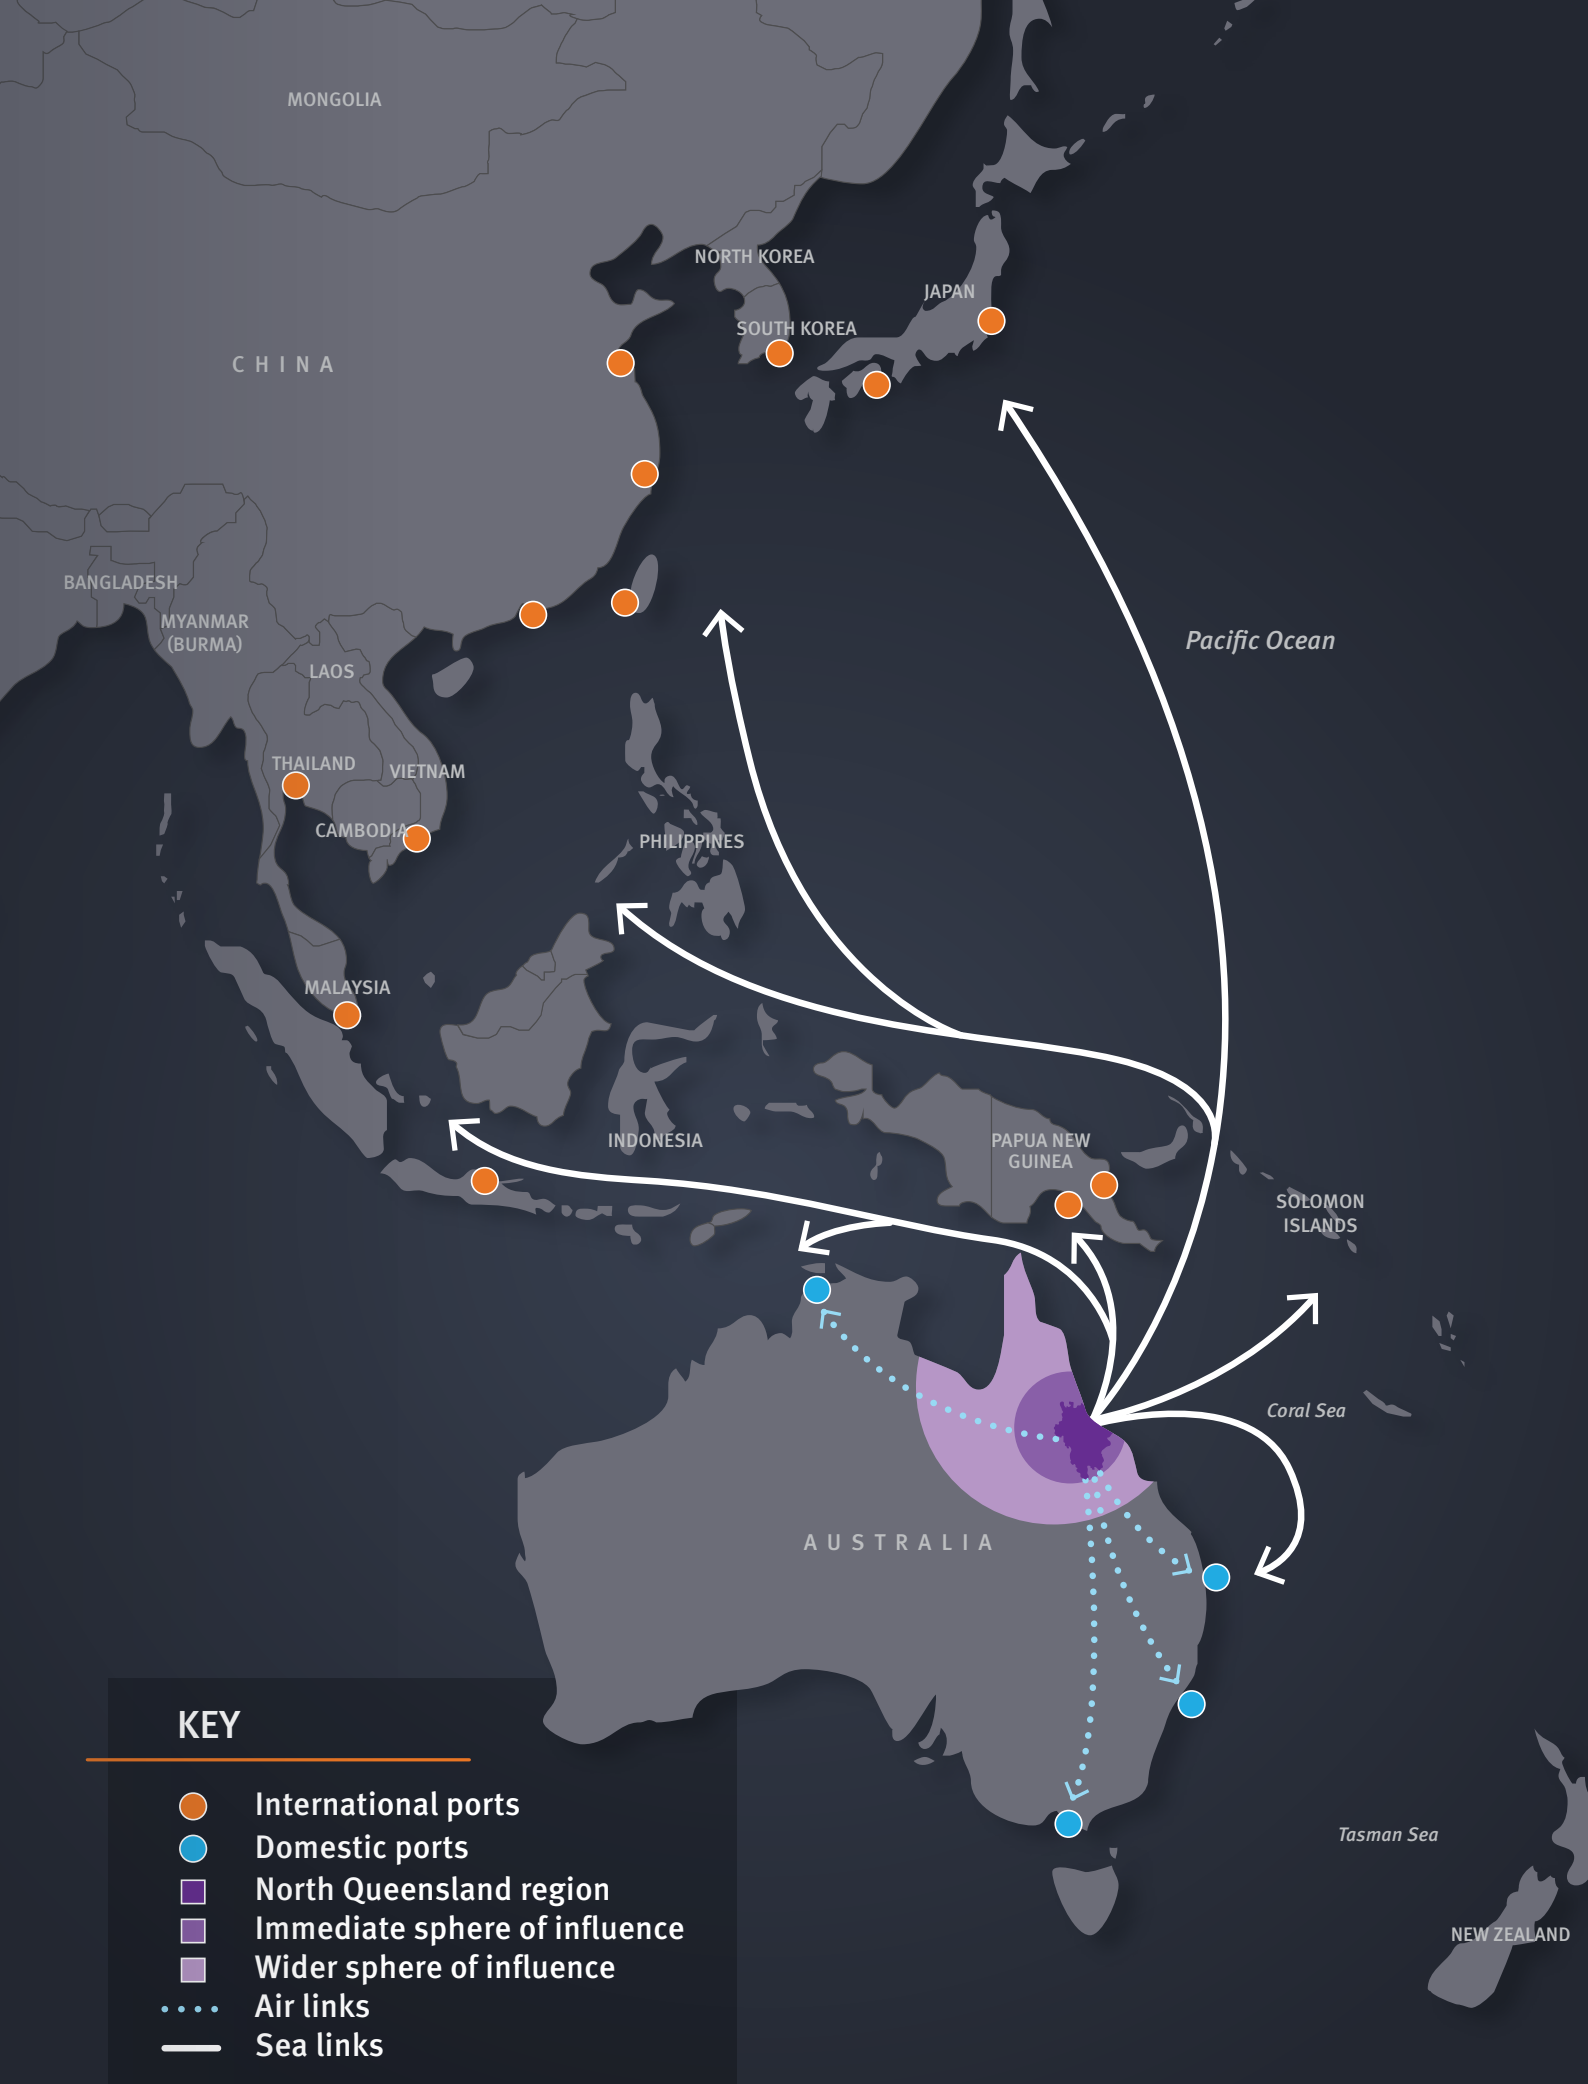 MONGOLIA
NORTH KOREA
JAPAN
SOUTH KOREA
CHINA
BANGLADESH
MYANMAR
(BURMA)
Pacific Ocean
LAOS
THAILAND
VIETNAM
CAMBODIA
PHILIPPINES
MALAYSIA
INDONESIA
PAPUA NEW
GUINEA
SOLOMON
ISLANDS
Coral Sea
AUSTRALIA
Tasman Sea
NEW ZEALAND
KEY
International ports
Domestic ports
North Queensland region
Immediate sphere of influence
Wider sphere of influence
Air links
Sea links